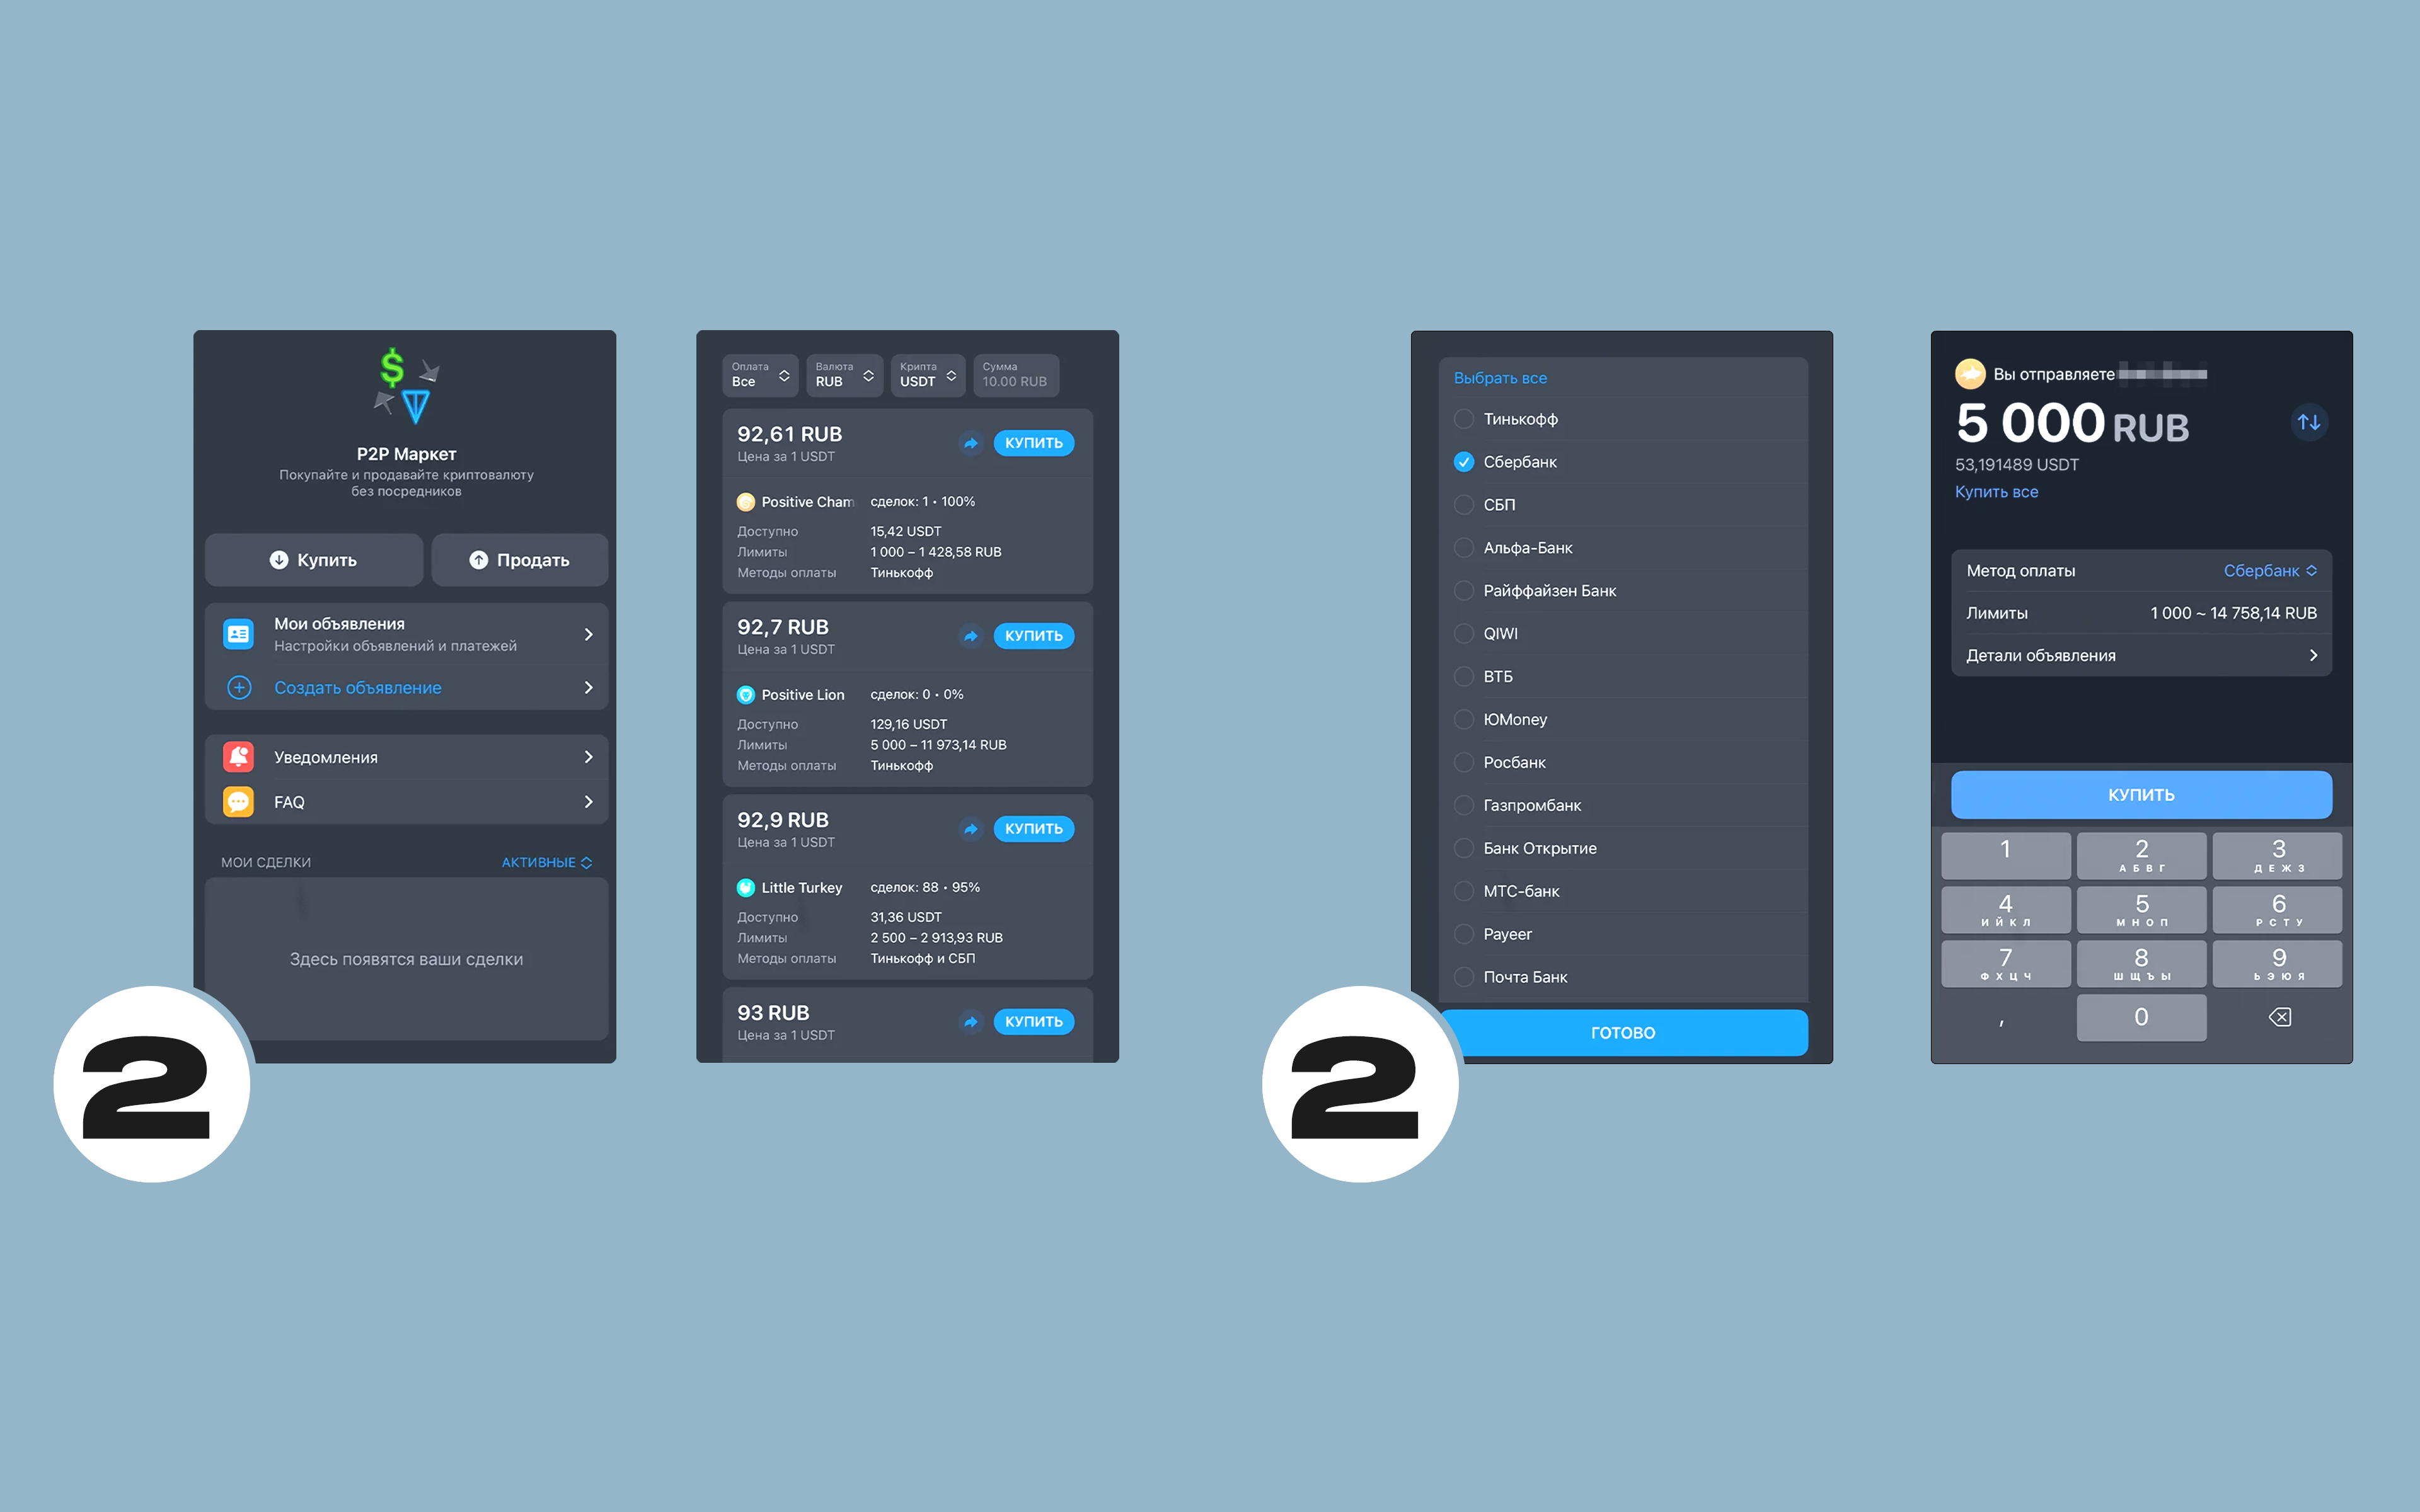 P2P Маркет
Покупайте и продавайте криптовалюту
без посредников
Купить
Продать
Мои объявления
Настройки объявлений и платежей
Создать объявление
Уведомления
FAQ
МОИ СДЕЛКИ
АКТИВНЫЕ
Здесь появятся ваши сделки
2
Оплата
Все
Валюта
RUB
Крипта
USDT
Сумма
10.00 RUB
92,61 RUB
Цена за 1 USDT
КУПИТЬ
Positive Cham сделок: 1 • 100%
Доступно 15,42 USDT
Лимиты 1 000 – 1 428,58 RUB
Методы оплаты Тинькофф
92,7 RUB
Цена за 1 USDT
КУПИТЬ
Positive Lion сделок: 0 • 0%
Доступно 129,16 USDT
Лимиты 5 000 – 11 973,14 RUB
Методы оплаты Тинькофф
92,9 RUB
Цена за 1 USDT
КУПИТЬ
Little Turkey сделок: 88 • 95%
Доступно 31,36 USDT
Лимиты 2 500 – 2 913,93 RUB
Методы оплаты Тинькофф и СБП
93 RUB
Цена за 1 USDT
КУПИТЬ
Выбрать все
Тинькофф
Сбербанк
СБП
Альфа-Банк
Райффайзен Банк
QIWI
ВТБ
ЮMoney
Росбанк
Газпромбанк
Банк Открытие
МТС-банк
Payeer
Почта Банк
ГОТОВО
2
Вы отправляете
5 000 RUB
53,191489 USDT
Купить все
Метод оплаты Сбербанк
Лимиты 1 000 ~ 14 758,14 RUB
Детали объявления
КУПИТЬ
1
2
АБВГ
3
ДЕЖЗ
4
ИЙКЛ
5
МНОП
6
РСТУ
7
ФХЦЧ
8
ШЩЪЫ
9
ЬЭЮЯ
,
0